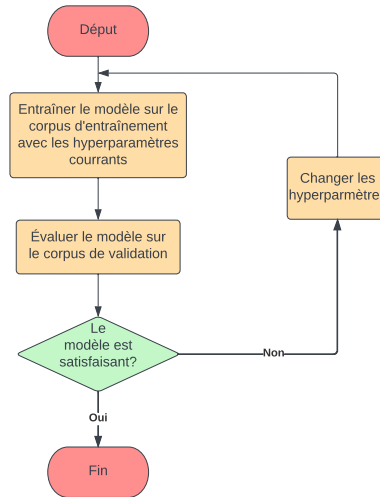 Déput
Entraîner le modèle sur le
corpus d'entraînement
avec les hyperparamètres
courrants
Changer les
hyperparmètre
Évaluer le modèle sur
le corpus de validation
Le
modèle est
satisfaisant?
Non
Oui
Fin